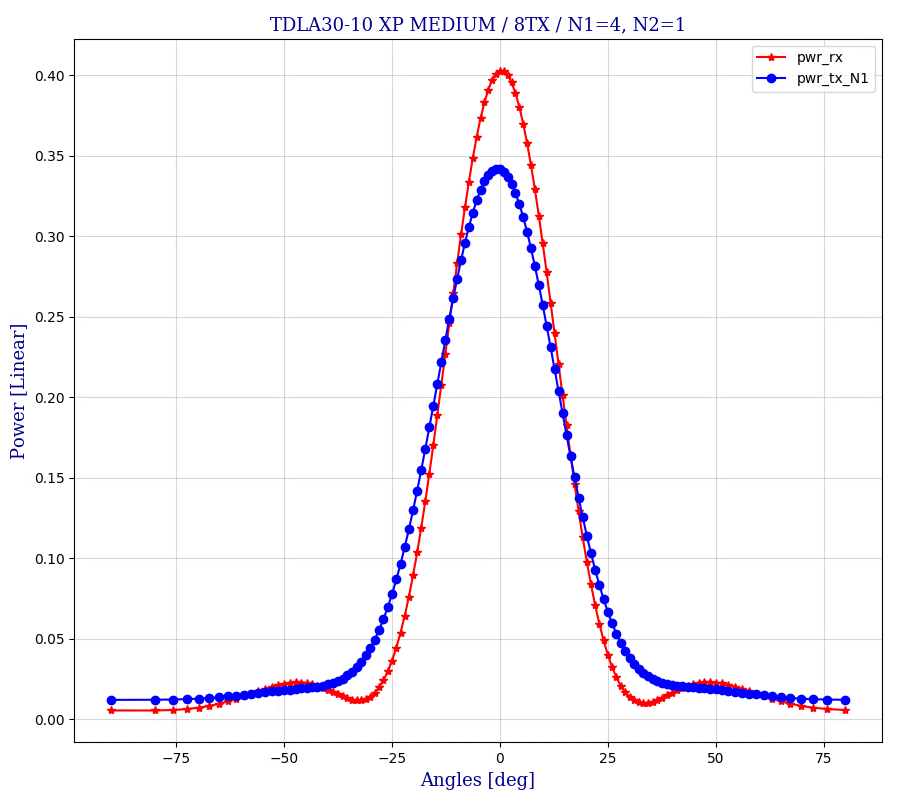 TDLA30-10 XP MEDIUM / 8TX / N1=4, N2=1
pwr_rx
pwr_tx_N1
0.40
0.35
0.30
0.25
0.20
0.15
0.10
0.05
0.00
Power [Linear]
−75 −50 −25 0 25 50 75
Angles [deg]